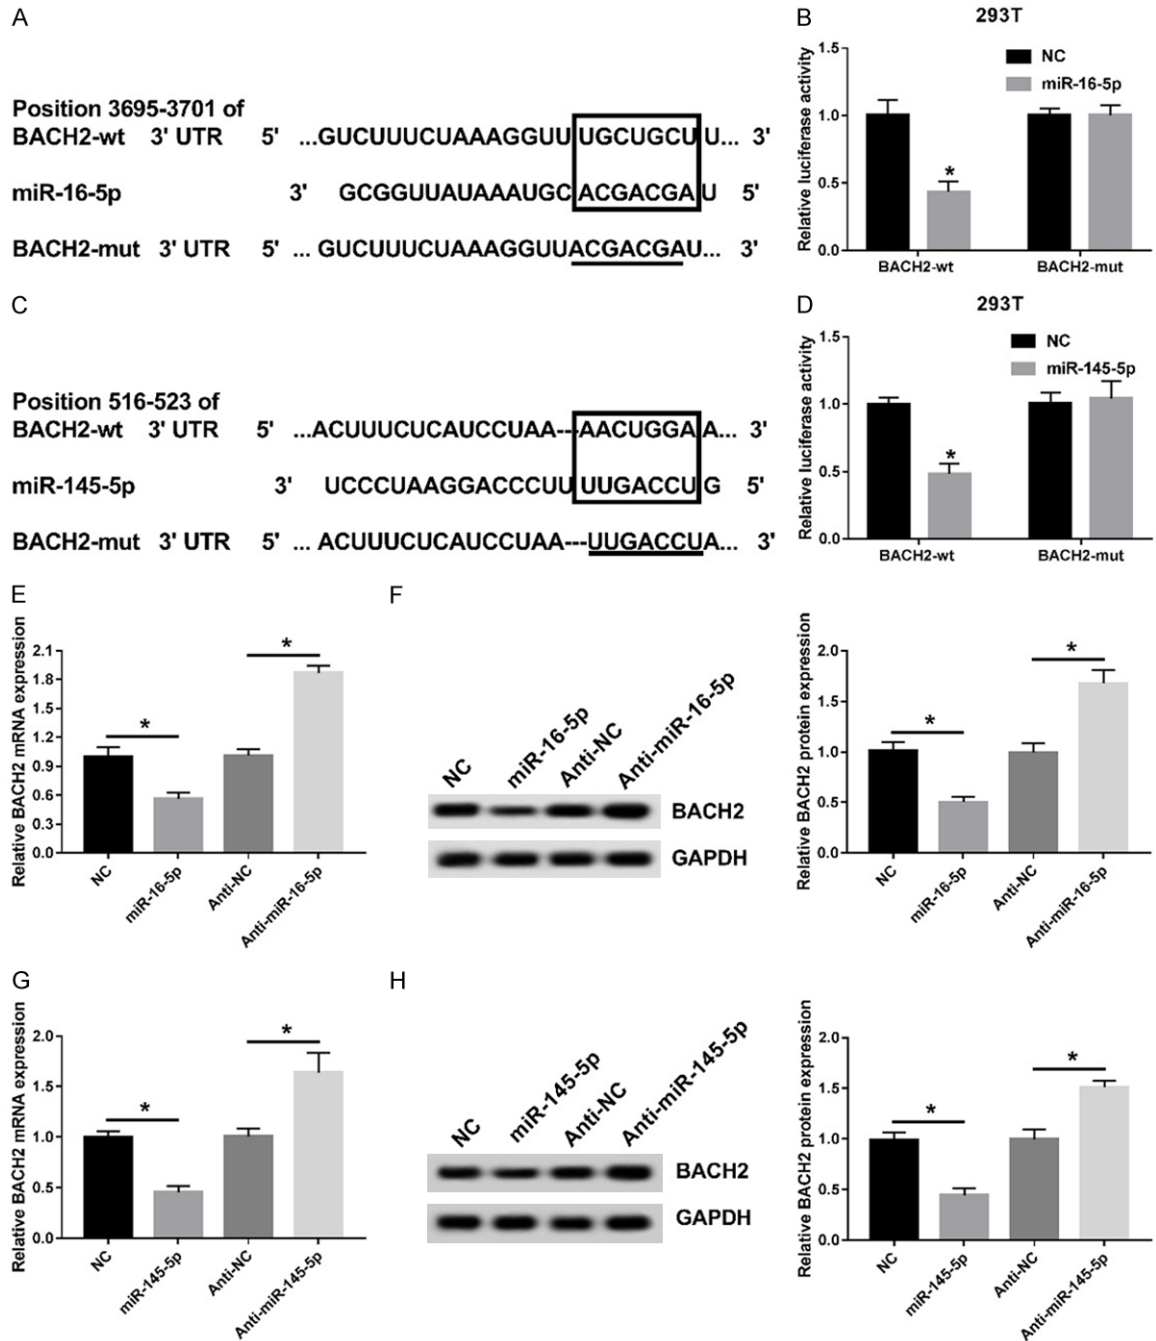 A
Position 3695-3701 of
BACH2-wt 3' UTR 5' ...GUCUUUCUAAAGGUU UGCUGCU U... 3'
miR-16-5p 3' GCGGUUAUAAAUGC ACGACGA U 5'
BACH2-mut 3' UTR 5' ... GUCUUUCUAAAGGUUACGACGAU... 3'
B
293T
Relative luciferase activity
1.5
1.0
0.5
0.0
NC
miR-16-5p
*
BACH2-wt
BACH2-mut
C
Position 516-523 of
BACH2-wt 3' UTR 5' ...ACUUUCUCAUCCUAA---AACUGGA A... 3'
miR-145-5p 3' UCCCUAAGGACCCUU UUGACCU G 5'
BACH2-mut 3' UTR 5' ... ACUUUCUCAUCCUAA---UUGACCUA... 3'
D
293T
Relative luciferase activity
1.5
1.0
0.5
0.0
NC
miR-145-5p
*
BACH2-wt
BACH2-mut
E
Relative BACH2 mRNA expression
2.1
1.8
1.5
1.2
0.9
0.6
0.3
0.0
*
*
NC
miR-16-5p
Anti-NC
Anti-miR-16-5p
F
NC
miR-16-5p
Anti-NC
Anti-miR-16-5p
BACH2
GAPDH
Relative BACH2 protein expression
2.0
1.5
1.0
0.5
0.0
*
*
NC
miR-16-5p
Anti-NC
Anti-miR-16-5p
G
Relative BACH2 mRNA expression
2.0
1.5
1.0
0.5
0.0
*
*
NC
miR-145-5p
Anti-NC
Anti-miR-145-5p
H
NC
miR-145-5p
Anti-NC
Anti-miR-145-5p
BACH2
GAPDH
Relative BACH2 protein expression
2.0
1.5
1.0
0.5
0.0
*
*
NC
miR-145-5p
Anti-NC
Anti-miR-145-5p